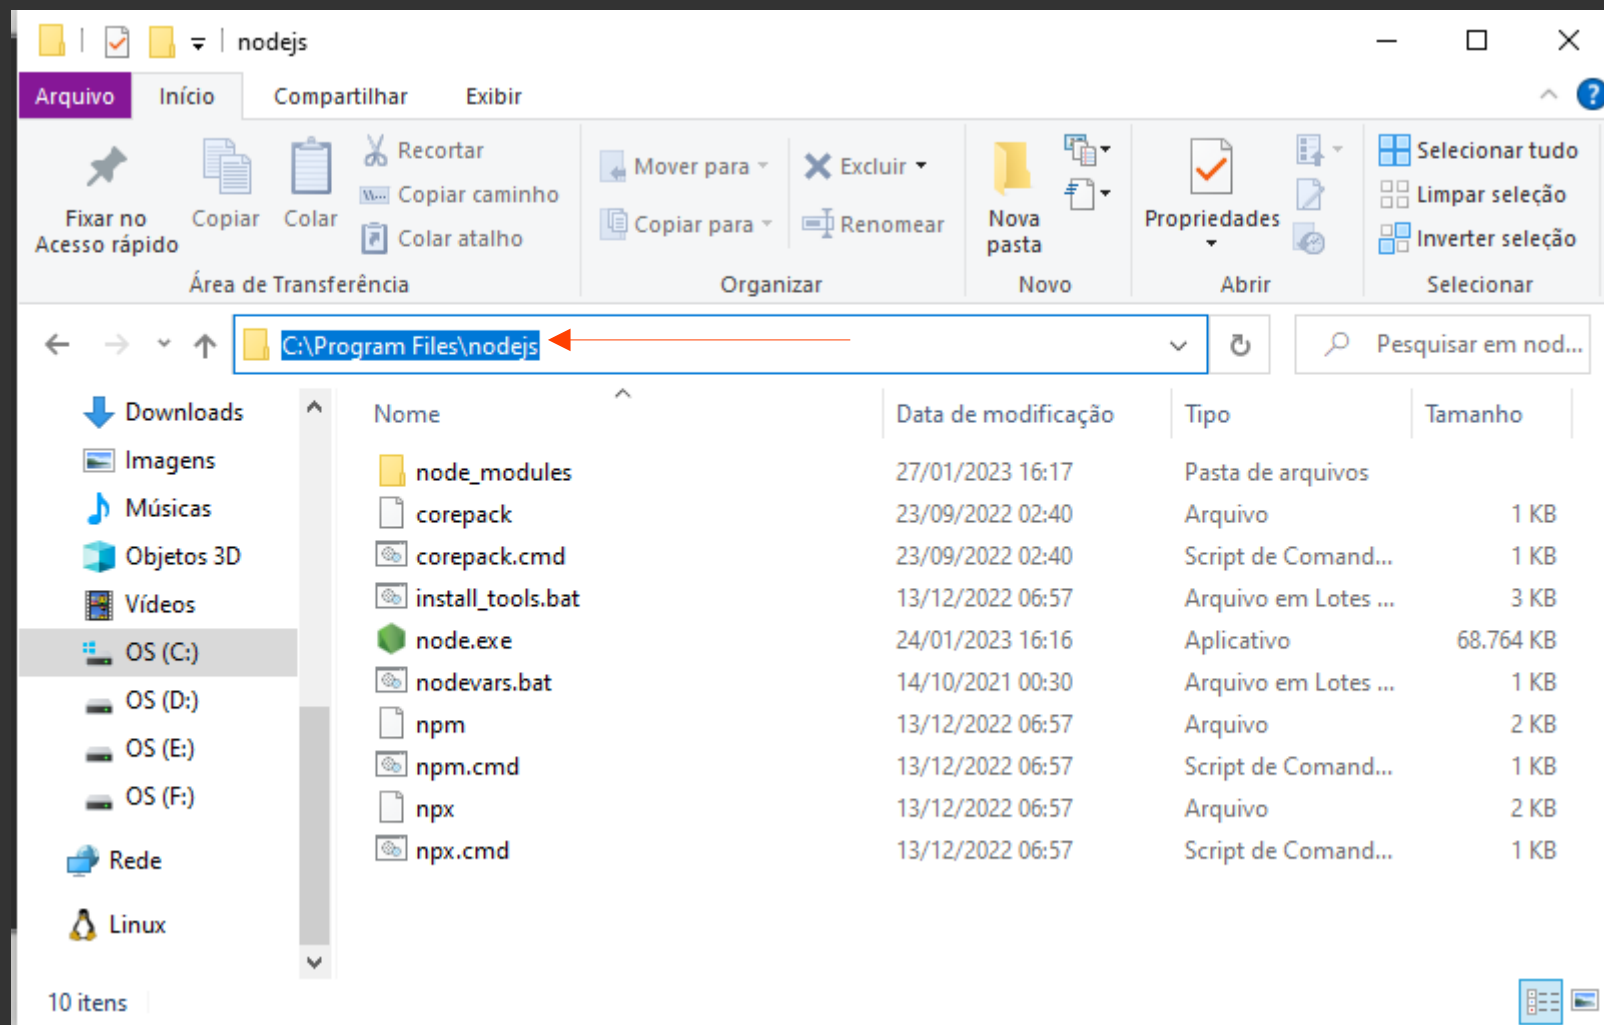 nodejs
Arquivo Início Compartilhar Exibir
?
Fixar no
Acesso rápido
Copiar
Colar
Recortar
Copiar caminho
Colar atalho
Área de Transferência
Mover para
Copiar para
Excluir
Renomear
Organizar
Nova
pasta
Novo
Propriedades
Abrir
Selecionar tudo
Limpar seleção
Inverter seleção
Selecionar
C:\Program Files\nodejs
Pesquisar em nod...
Downloads
Imagens
Músicas
Objetos 3D
Vídeos
OS (C:)
OS (D:)
OS (E:)
OS (F:)
Rede
Linux
Nome Data de modificação Tipo Tamanho
node_modules 27/01/2023 16:17 Pasta de arquivos
corepack 23/09/2022 02:40 Arquivo 1 KB
corepack.cmd 23/09/2022 02:40 Script de Comand... 1 KB
install_tools.bat 13/12/2022 06:57 Arquivo em Lotes ... 3 KB
node.exe 24/01/2023 16:16 Aplicativo 68.764 KB
nodevars.bat 14/10/2021 00:30 Arquivo em Lotes ... 1 KB
npm 13/12/2022 06:57 Arquivo 2 KB
npm.cmd 13/12/2022 06:57 Script de Comand... 1 KB
npx 13/12/2022 06:57 Arquivo 2 KB
npx.cmd 13/12/2022 06:57 Script de Comand... 1 KB
10 itens